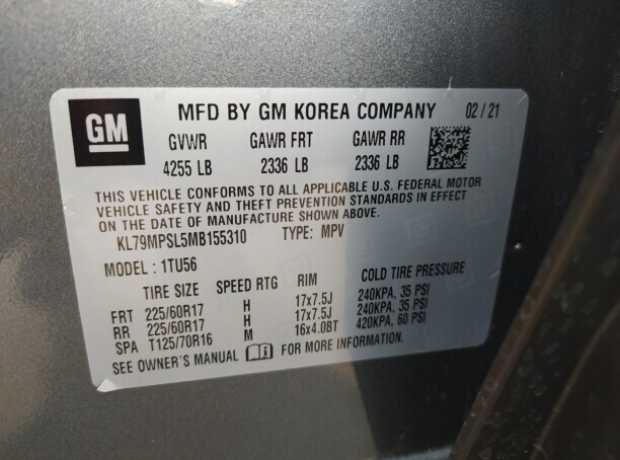 GM
MFD BY GM KOREA COMPANY 02 / 21
GVWR GAWR FRT GAWR RR
4255 LB 2336 LB 2336 LB
THIS VEHICLE CONFORMS TO ALL APPLICABLE U.S. FEDERAL MOTOR
VEHICLE SAFETY AND THEFT PREVENTION STANDARDS IN EFFECT
ON THE DATE OF MANUFACTURE SHOWN ABOVE.
KL79MPSL5MB155310 TYPE: MPV
MODEL : 1TU56
TIRE SIZE SPEED RTG RIM COLD TIRE PRESSURE
FRT 225/60R17 H 17x7.5J 240KPA, 35 PSI
RR 225/60R17 H 17x7.5J 240KPA, 35 PSI
SPA T125/70R16 M 16x4.0BT 420KPA, 60 PSI
SEE OWNER'S MANUAL FOR MORE INFORMATION.